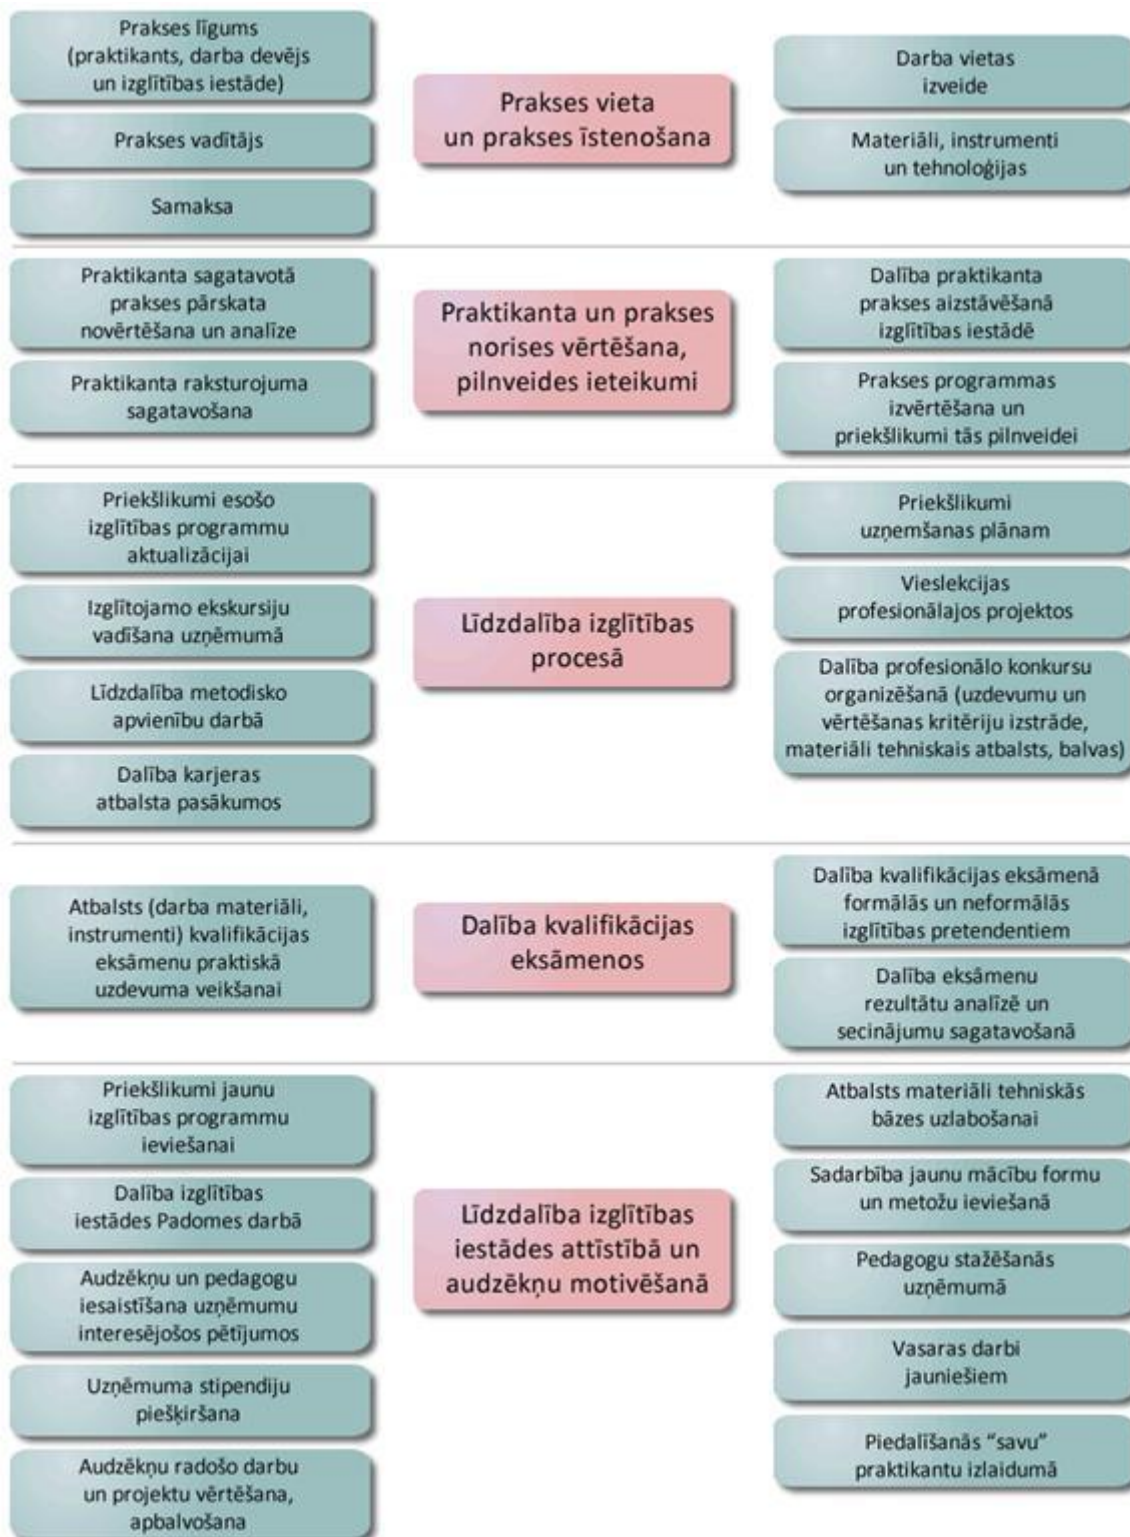 Prakses līgums
(praktikants, darba devējs
un izglītības iestāde)
Prakses vadītājs
Samaksa
Prakses vieta
un prakses īstenošana
Darba vietas
izveide
Materiāli, instrumenti
un tehnoloģijas
Praktikanta sagatavotā
prakses pārskata
novērtēšana un analīze
Praktikanta raksturojuma
sagatavošana
Praktikanta un prakses
norises vērtēšana,
pilnveides ieteikumi
Dalība praktikanta
prakses aizstāvēšanā
izglītības iestādē
Prakses programmas
izvērtēšana un
priekšlikumi tās pilnveidei
Priekšlikumi esošo
izglītības programmu
aktualizācijai
Izglītojamo ekskursiju
vadīšana uzņēmumā
Līdzdalība metodisko
apvienību darbā
Dalība karjeras
atbalsta pasākumos
Līdzdalība izglītības
procesā
Priekšlikumi
uzņemšanas plānam
Vieslekcijas
profesionālajos projektos
Dalība profesionālo konkursu
organizēšanā (uzdevumu un
vērtēšanas kritēriju izstrāde,
materiāli tehniskais atbalsts, balvas)
Atbalsts (darba materiāli,
instrumenti) kvalifikācijas
eksāmenu praktiskā
uzdevuma veikšanai
Dalība kvalifikācijas
eksāmenos
Dalība kvalifikācijas eksāmenā
formālās un neformālās
izglītības pretendentiem
Dalība eksāmenu
rezultātu analīzē un
secinājumu sagatavošanā
Priekšlikumi jaunu
izglītības programmu
ieviešanai
Dalība izglītības
iestādes Padomes darbā
Audzēkņu un pedagogu
iesaistīšana uzņēmumu
interesējošos pētījumos
Uzņēmuma stipendiju
piešķiršana
Audzēkņu radošo darbu
un projektu vērtēšana,
apbalvošana
Līdzdalība izglītības
iestādes attīstībā un
audzēkņu motivēšanā
Atbalsts materiāli tehniskās
bāzes uzlabošanai
Sadarbība jaunu mācību formu
un metožu ieviešanā
Pedagogu stažēšanās
uzņēmumā
Vasaras darbi
jauniešiem
Piedalīšanās “savu”
praktikantu izlaidumā